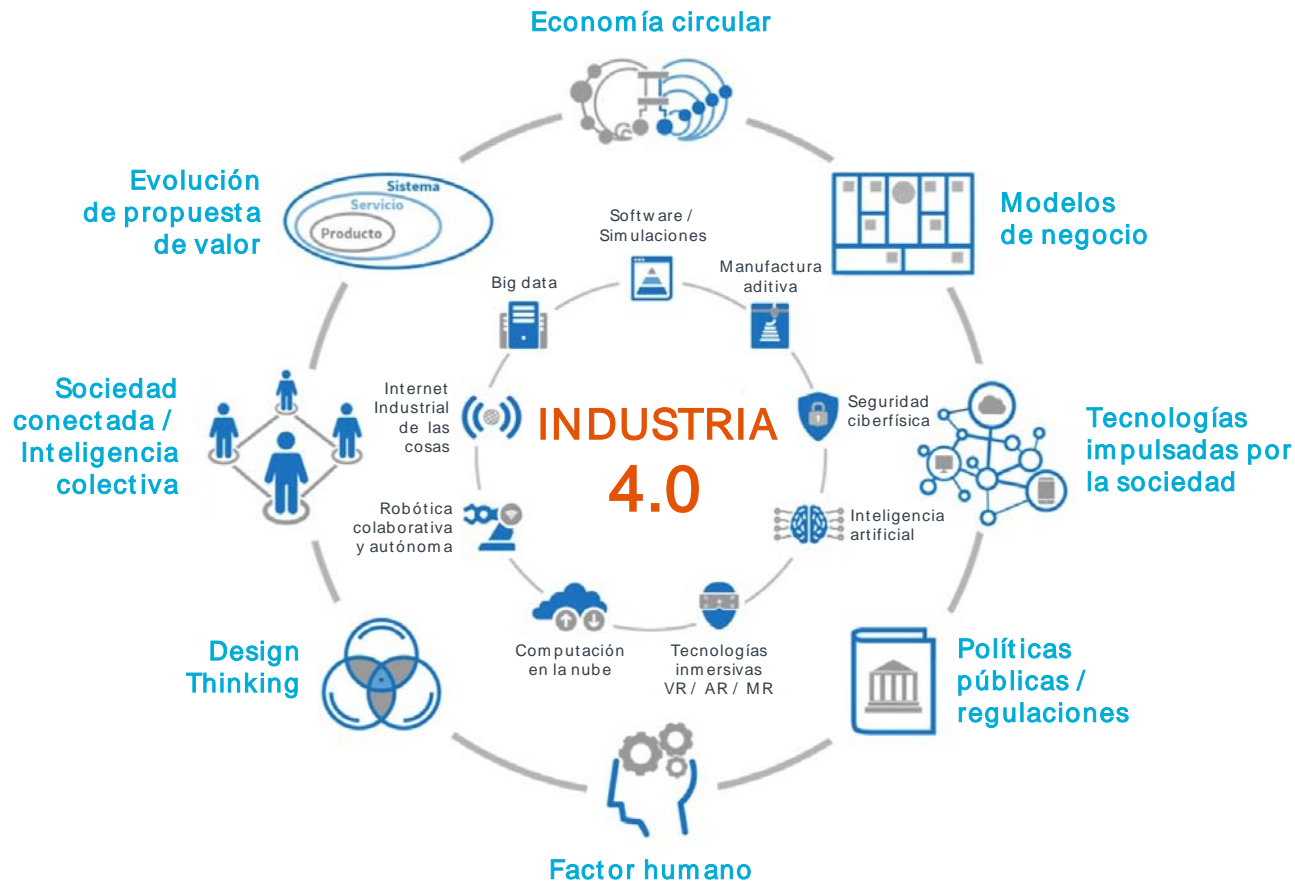 Economía circular
Evolución
de propuesta
de valor
Sistema
Servicio
Producto
Modelos
de negocio
Software /
Simulaciones
Big data
Manufactura
aditiva
Sociedad
conectada /
Inteligencia
colectiva
Internet
Industrial
de las
cosas
INDUSTRIA
4.0
Seguridad
ciberfísica
Tecnologías
impulsadas por
la sociedad
Robótica
colaborativa
y autónoma
Inteligencia
artificial
Design
Thinking
Computación
en la nube
Tecnologías
inmersivas
VR / AR / MR
Políticas
públicas /
regulaciones
Factor humano